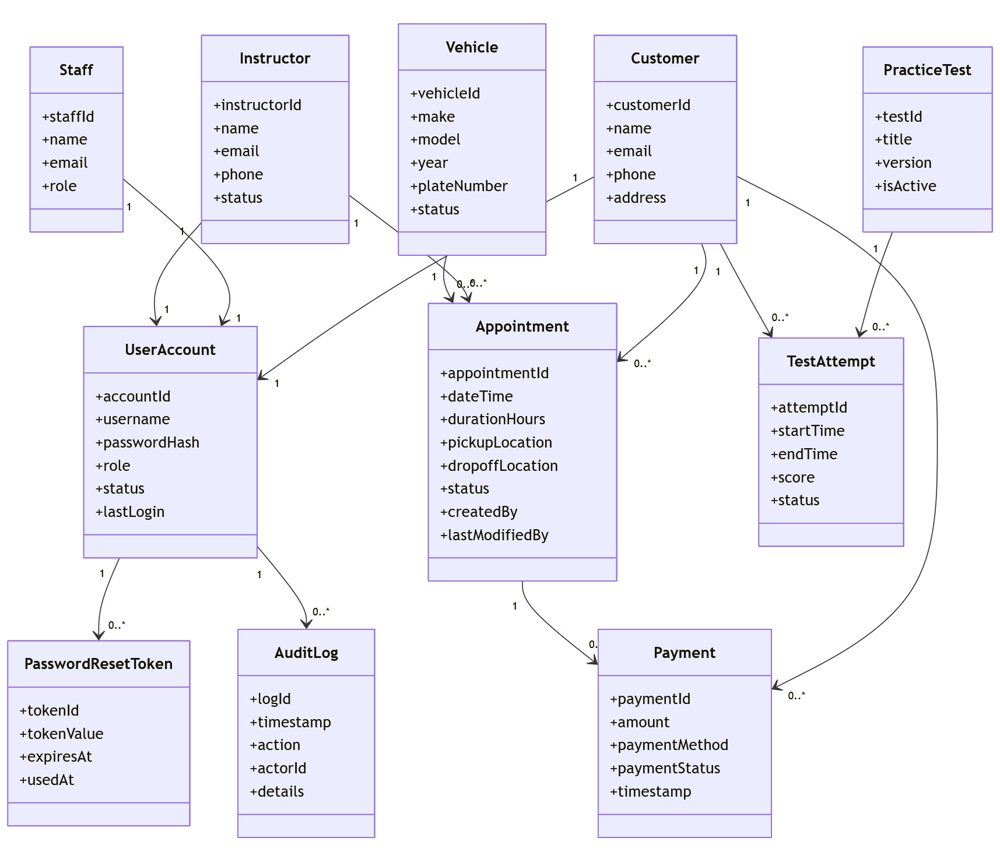 Staff
+staffId
+name
+email
+role
Instructor
+instructorId
+name
+email
+phone
+status
Vehicle
+vehicleId
+make
+model
+year
+plateNumber
+status
Customer
+customerId
+name
+email
+phone
+address
PracticeTest
+testId
+title
+version
+isActive
1
1
1
1
1
1
1
1
1
0..*
0..*
1
1
1
0..*
0..*
0..*
UserAccount
+accountId
+username
+passwordHash
+role
+status
+lastLogin
Appointment
+appointmentId
+dateTime
+durationHours
+pickupLocation
+dropoffLocation
+status
+createdBy
+lastModifiedBy
TestAttempt
+attemptId
+startTime
+endTime
+score
+status
1
1
1
0..*
0..*
0.
0..*
PasswordResetToken
+tokenId
+tokenValue
+expiresAt
+usedAt
AuditLog
+logId
+timestamp
+action
+actorId
+details
Payment
+paymentId
+amount
+paymentMethod
+paymentStatus
+timestamp